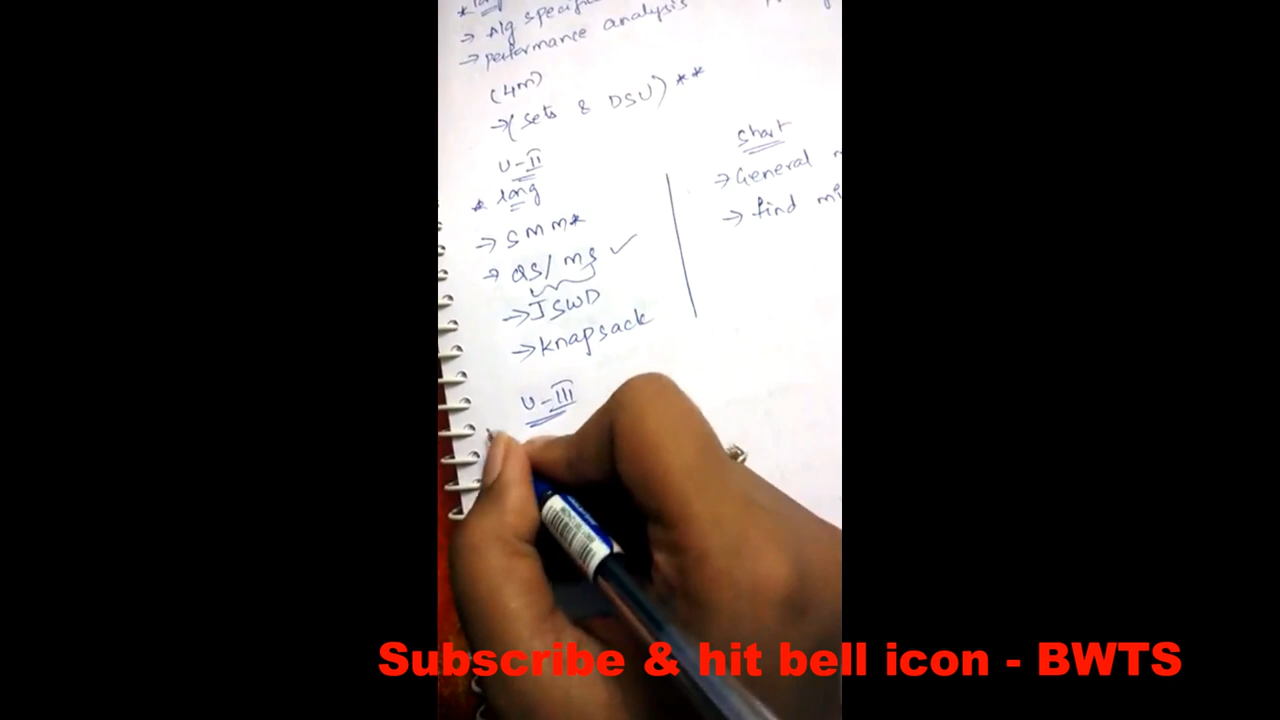 * long
→ Alg specific
→ performance analysis
(4m)
→ (sets & DSU) **
U-II
* long
→ SMM*
→ QS/MS ✓
→ JSWD
→ knapsack
short
→ General
→ find
U-III
Subscribe & hit bell icon - BWTS